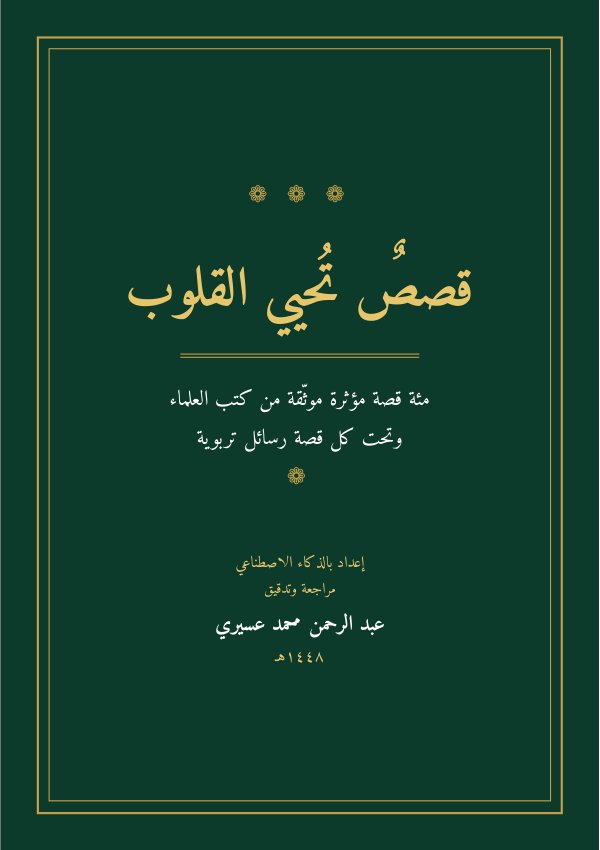 قصصٌ تُحيي القلوب
مئة قصة مؤثرة موثّقة من كتب العلماء
وتحت كل قصة رسائل تربوية
إعداد بالذكاء الاصطناعي
مراجعة وتدقيق
عبد الرحمن محمد عسيري
١٤٤٨هـ